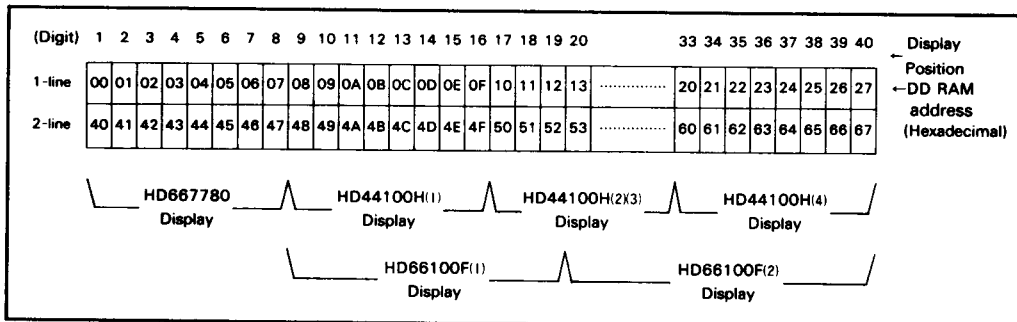 (Digit) 1 2 3 4 5 6 7 8 9 10 11 12 13 14 15 16 17 18 19 20 33 34 35 36 37 38 39 40 Display
← Position
1-line 00 01 02 03 04 05 06 07 08 09 0A 0B 0C 0D 0E 0F 10 11 12 13 ·············· 20 21 22 23 24 25 26 27 ←DD RAM
address
2-line 40 41 42 43 44 45 46 47 48 49 4A 4B 4C 4D 4E 4F 50 51 52 53 ·············· 60 61 62 63 64 65 66 67 (Hexadecimal)
HD667780 HD44100H(1) HD44100H(2)(3) HD44100H(4)
Display Display Display Display
HD66100F(1) HD66100F(2)
Display Display